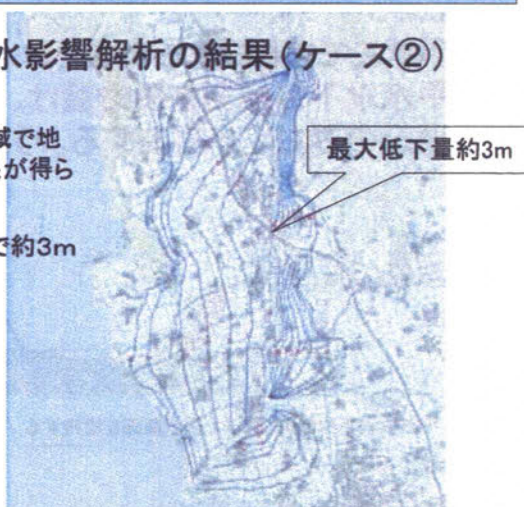 水影響解析の結果(ケース②)
域で地
が得ら
最大低下量約3m
で約3m